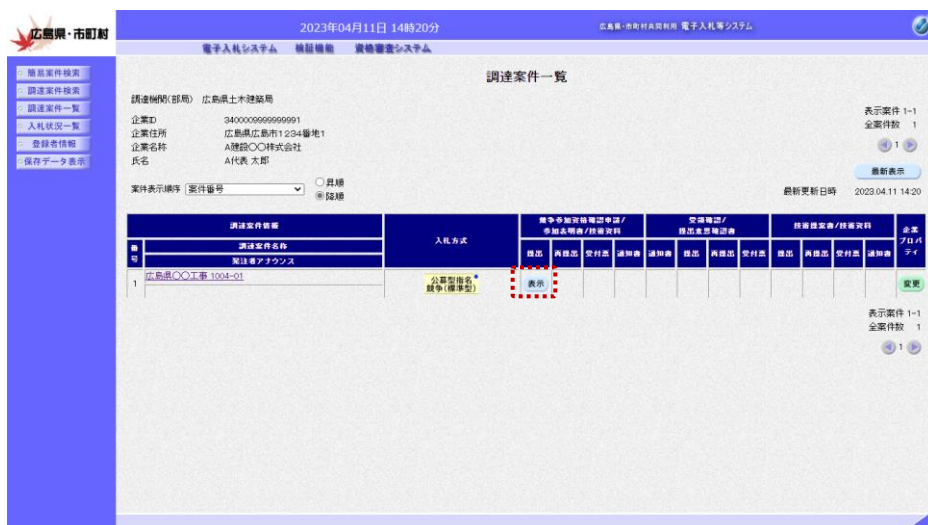 広島県・市町村
2023年04月11日 14時20分
広島県・市町村共同利用 電子入札等システム
電子入札システム 検証機能 資格審査システム
簡易案件検索
調達案件検索
調達案件一覧
入札状況一覧
登録者情報
保存データ表示
調達案件一覧
調達機関(部局) 広島県土木建築局
企業ID 3400009999999991
企業住所 広島県広島市1234番地1
企業名称 A建設〇〇株式会社
氏名 A代表 太郎
表示案件 1-1
全案件数 1
1
案件表示順序 案件番号 昇順
降順
最新表示
最新更新日時 2023.04.11 14:20
調達案件情報
番号
調達案件名称
発注者アナウンス
入札方式
競争参加資格確認申請/
参加表明書/技術資料
提出 再提出 受付票 通知書
受領確認/
提出意思確認書
通知書 提出 再提出 受付票
技術提案書/技術資料
提出 再提出 受付票 通知書
企業プロパティ
1 広島県〇〇工事 1004-01
公募型指名
競争(標準型)
表示
変更
表示案件 1-1
全案件数 1
1